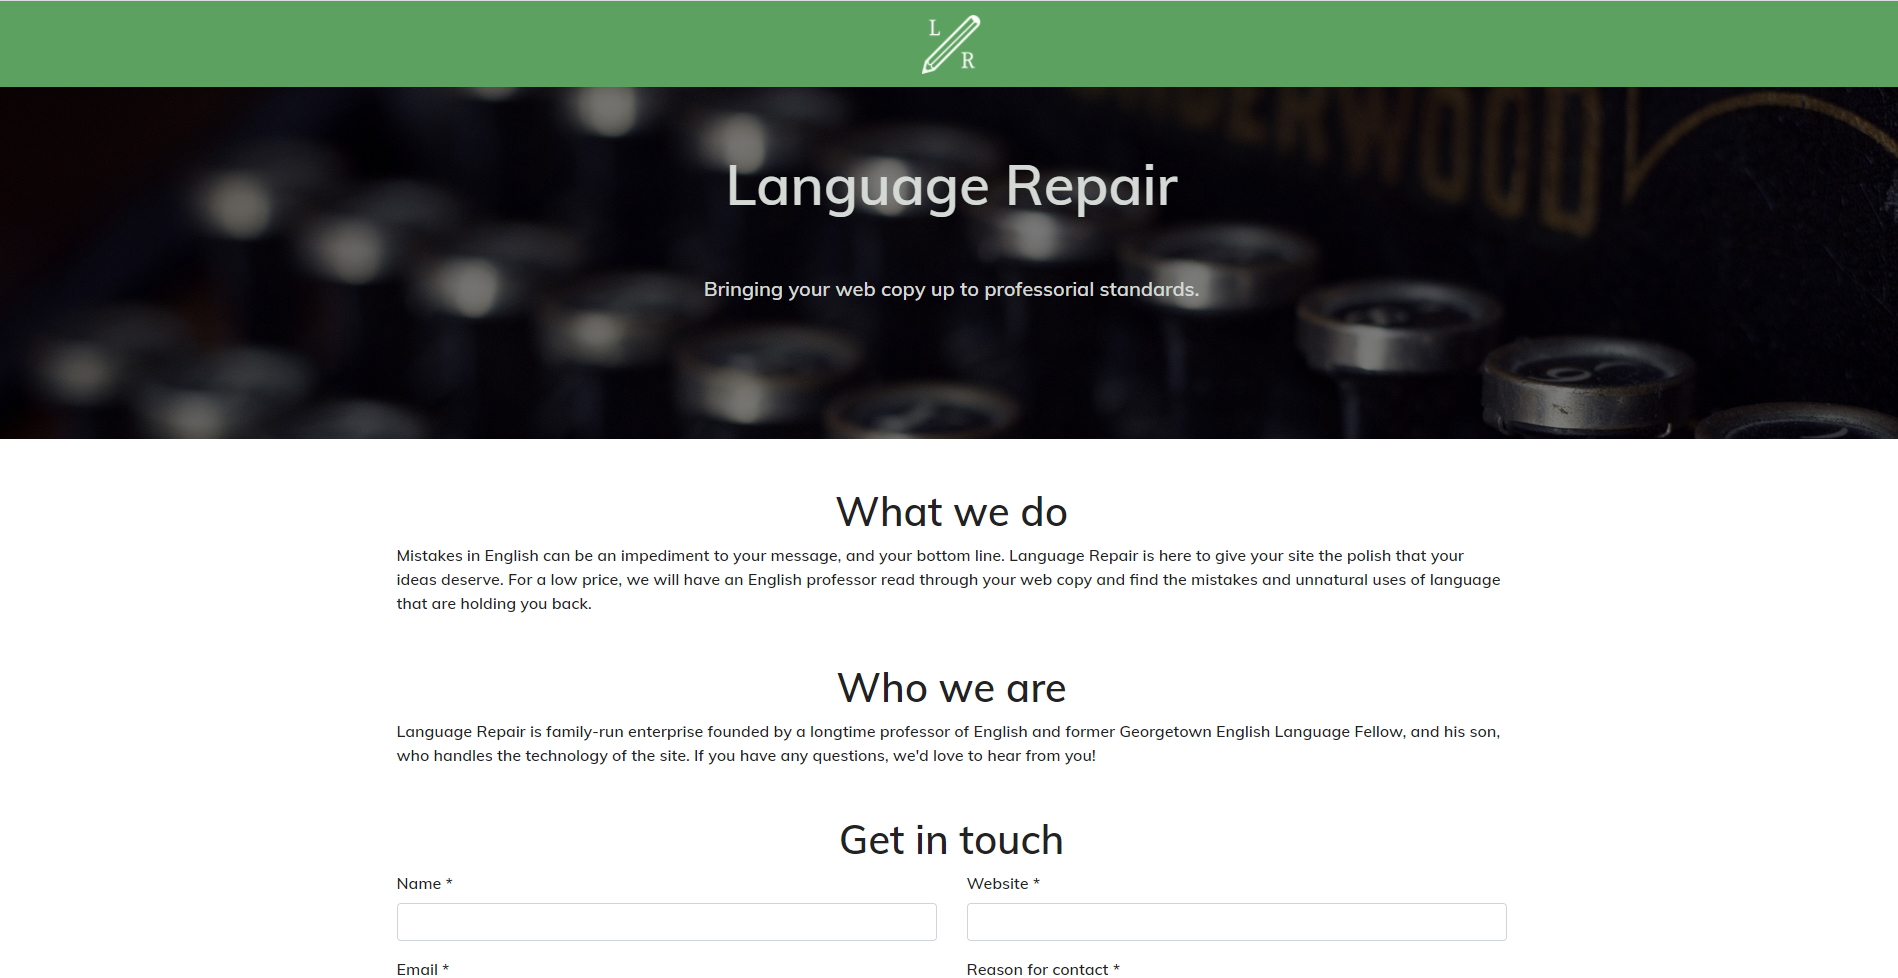 L
R
Language Repair
Bringing your web copy up to professorial standards.
What we do
Mistakes in English can be an impediment to your message, and your bottom line. Language Repair is here to give your site the polish that your
ideas deserve. For a low price, we will have an English professor read through your web copy and find the mistakes and unnatural uses of language
that are holding you back.
Who we are
Language Repair is family-run enterprise founded by a longtime professor of English and former Georgetown English Language Fellow, and his son,
who handles the technology of the site. If you have any questions, we'd love to hear from you!
Get in touch
Name *
Website *
Email *
Reason for contact *